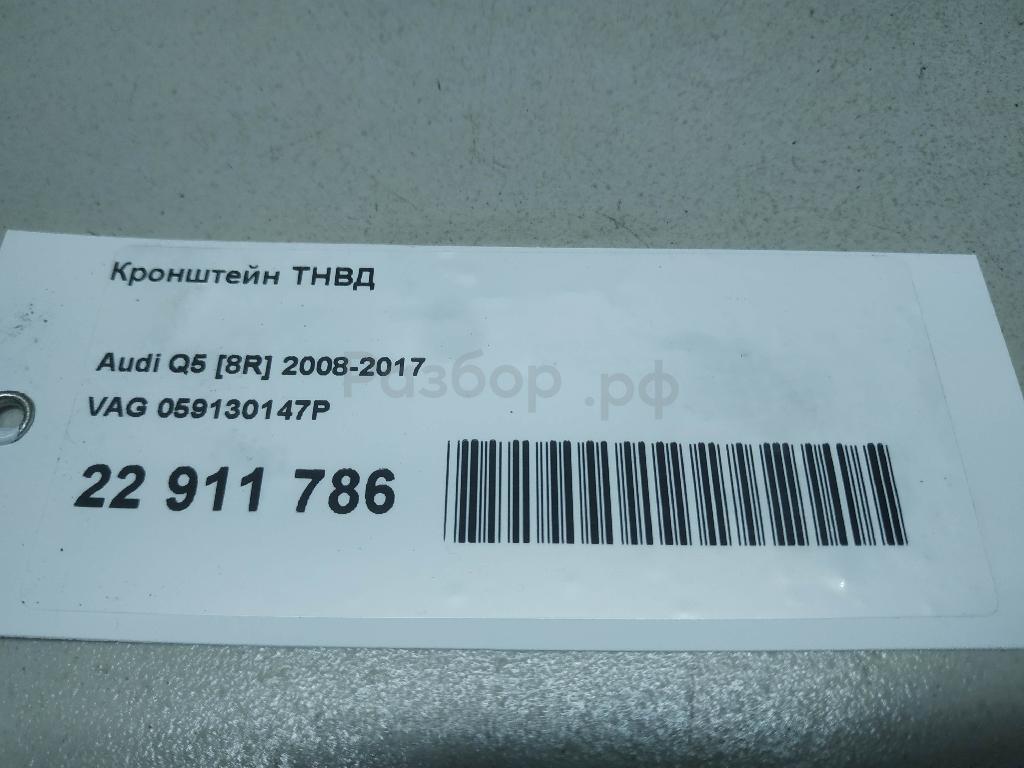 Кронштейн ТНВД
Audi Q5 [8R] 2008-2017
VAG 059130147P
22 911 786
Разбор.рф